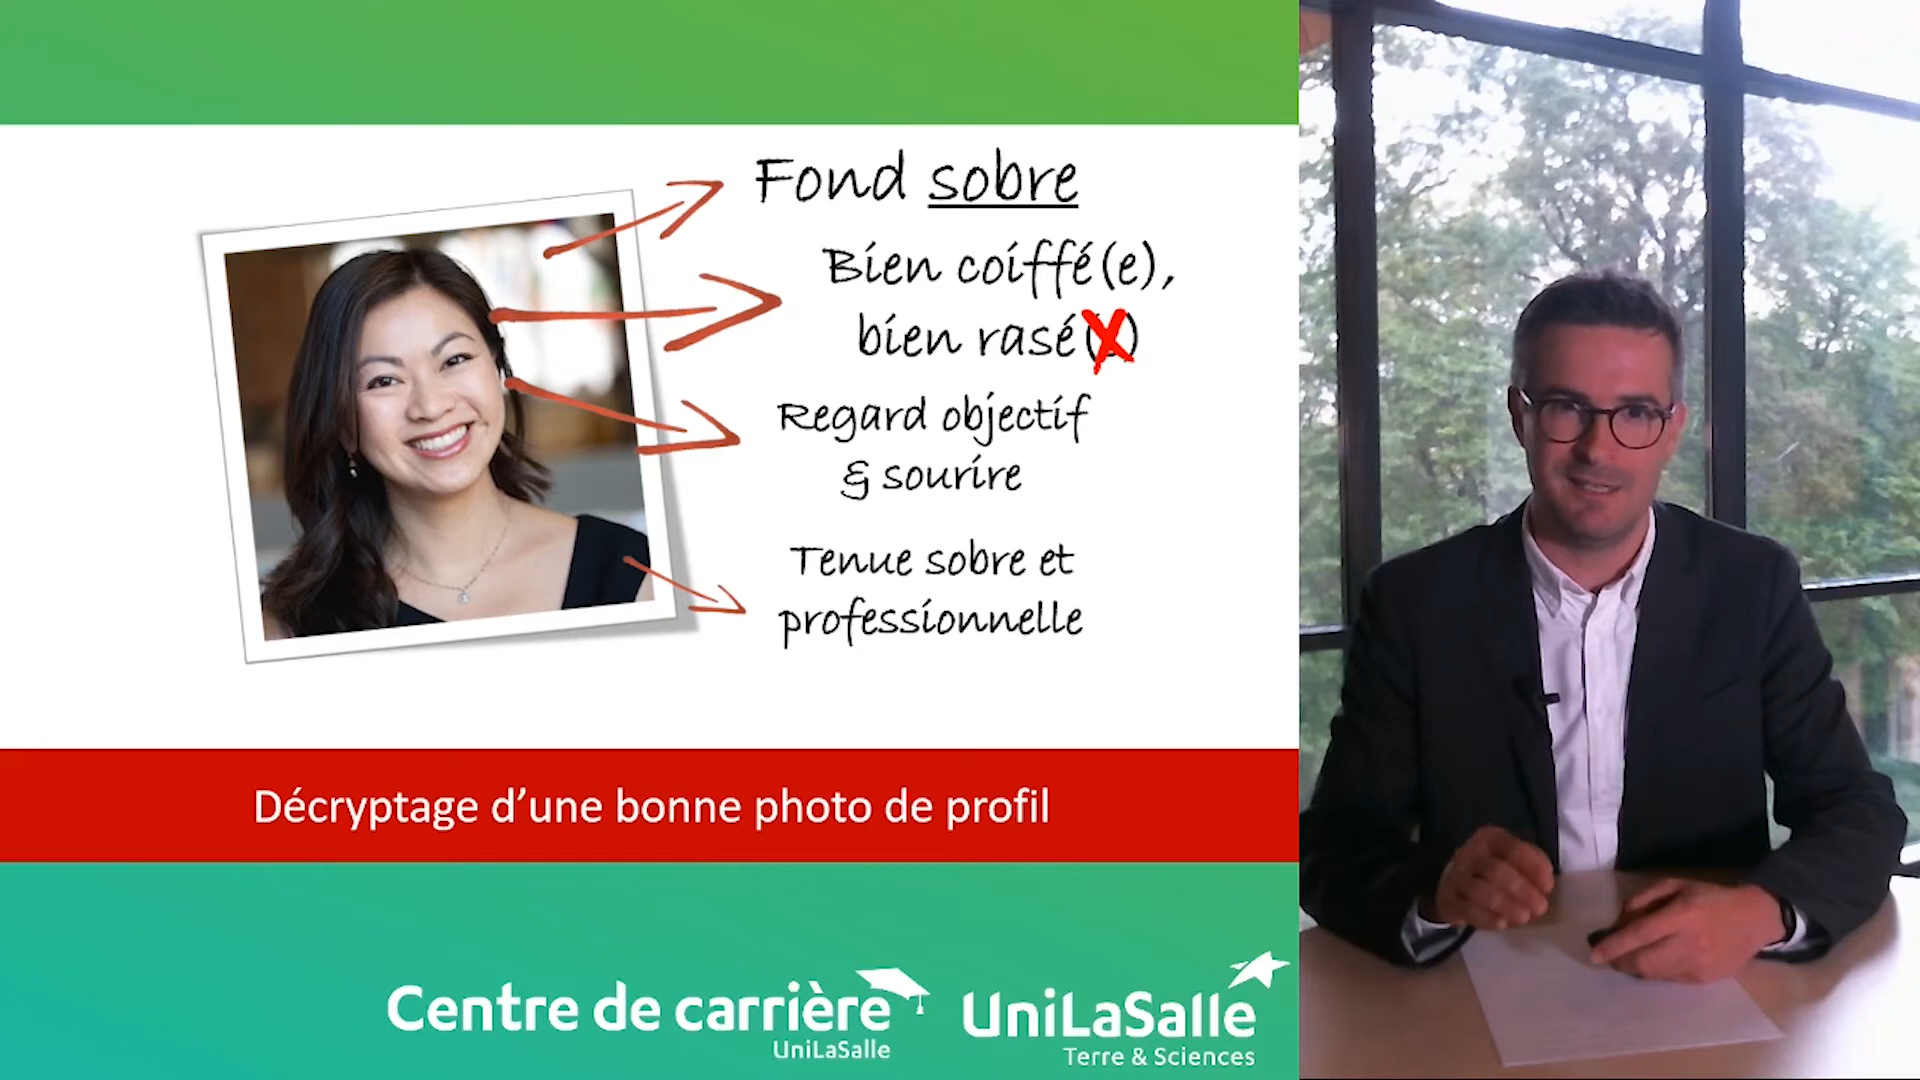 Fond sobre
Bien coiffé(e),
bien rasé()
Regard objectif
& sourire
Tenue sobre et
professionnelle
Décryptage d’une bonne photo de profil
Centre de carrière
UniLaSalle
UniLaSalle
Terre & Sciences